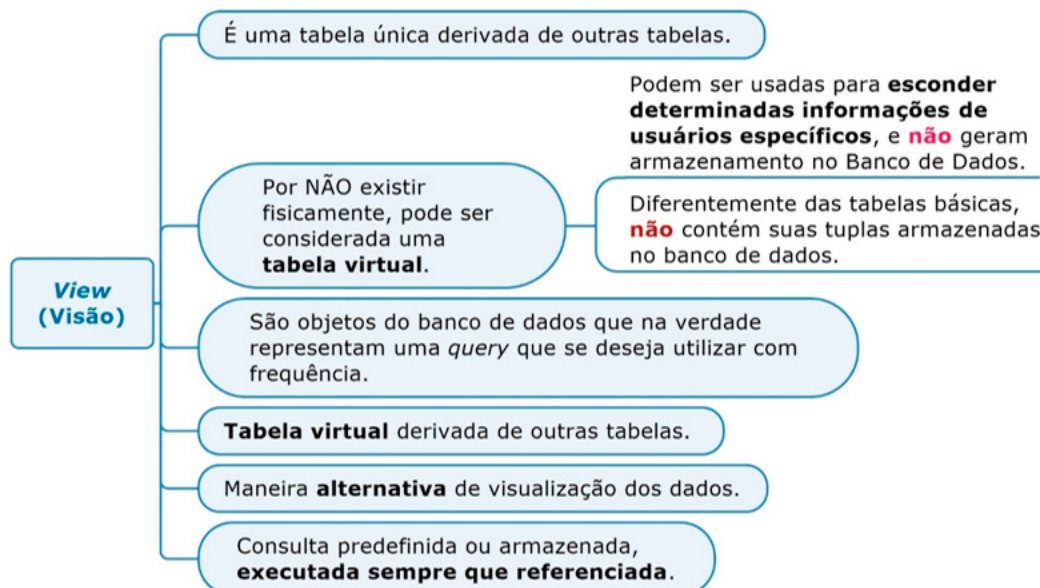 É uma tabela única derivada de outras tabelas.
Podem ser usadas para esconder
determinadas informações de
usuários específicos, e não geram
armazenamento no Banco de Dados.
Por NÃO existir
fisicamente, pode ser
considerada uma
tabela virtual.
Diferentemente das tabelas básicas,
não contém suas tuplas armazenadas
no banco de dados.
View
(Visão)
São objetos do banco de dados que na verdade
representam uma query que se deseja utilizar com
frequência.
Tabela virtual derivada de outras tabelas.
Maneira alternativa de visualização dos dados.
Consulta predefinida ou armazenada,
executada sempre que referenciada.